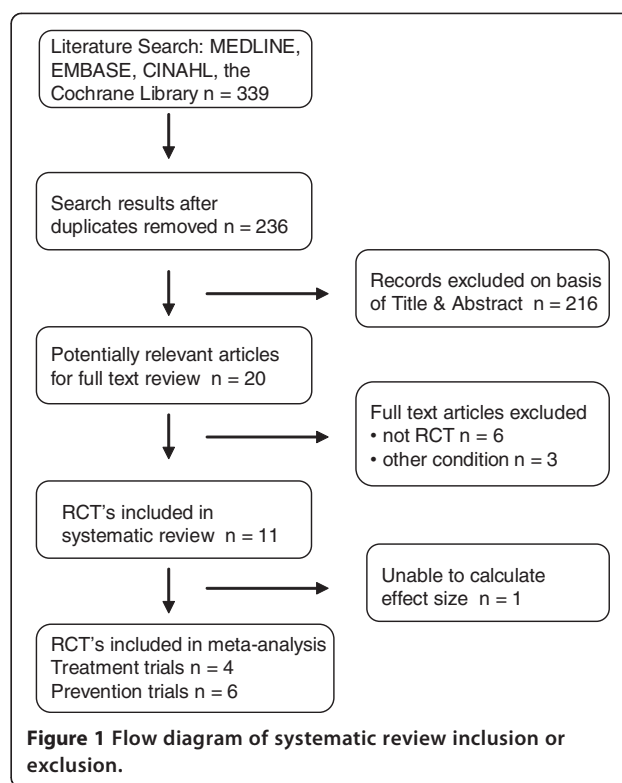 Literature Search: MEDLINE,
EMBASE, CINAHL, the
Cochrane Library n = 339
Search results after
duplicates removed n = 236
Records excluded on basis
of Title & Abstract n = 216
Potentially relevant articles
for full text review n = 20
Full text articles excluded
• not RCT n = 6
• other condition n = 3
RCT's included in
systematic review n = 11
Unable to calculate
effect size n = 1
RCT's included in meta-analysis
Treatment trials = 4
Prevention trials = 6
Figure 1 Flow diagram of systematic review inclusion or
exclusion.